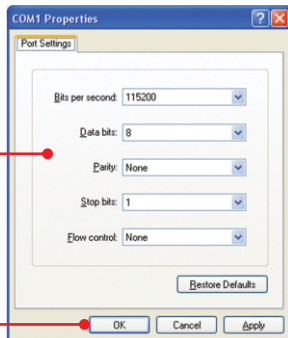 COM1 Properties
Port Settings
Bits per second: 115200
Data bits: 8
Parity: None
Stop bits: 1
Flow control: None
Restore Defaults
OK Cancel Apply